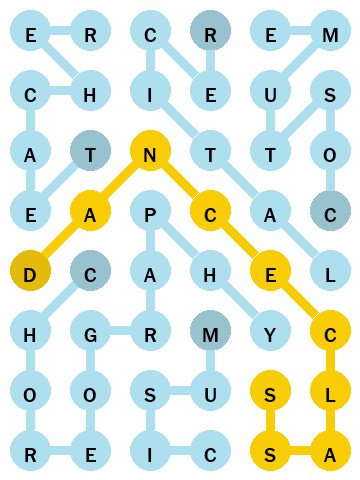 E R C R E M
C H I E U S
A T N T T O
E A P C A C
D C A H E L
H G R M Y C
O O S U S L
R E I C S A